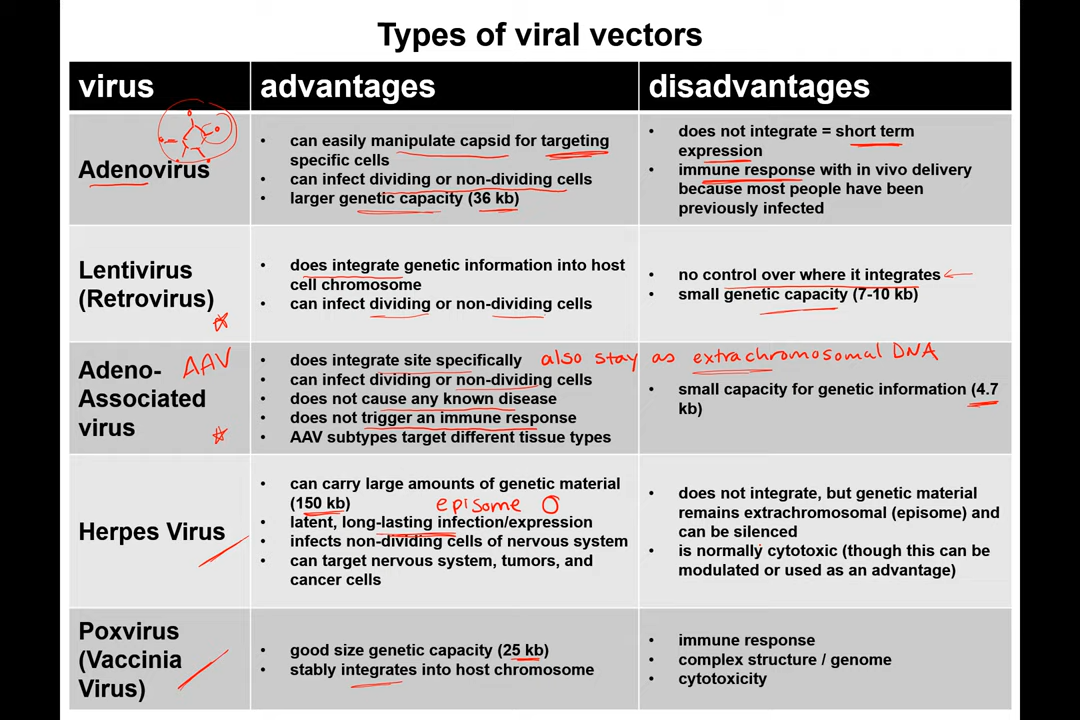 Types of viral vectors
virus
advantages
disadvantages
Adenovirus
• can easily manipulate capsid for targeting
specific cells
• can infect dividing or non-dividing cells
• larger genetic capacity (36 kb)
• does not integrate = short term
expression
• immune response with in vivo delivery
because most people have been
previously infected
Lentivirus
(Retrovirus)
• does integrate genetic information into host
cell chromosome
• can infect dividing or non-dividing cells
• no control over where it integrates
• small genetic capacity (7-10 kb)
Adeno-
Associated
virus
AAV
• does integrate site specifically
also stay as extrachromosomal DNA
• can infect dividing or non-dividing cells
• does not cause any known disease
• does not trigger an immune response
• AAV subtypes target different tissue types
• small capacity for genetic information (4.7
kb)
Herpes Virus
• can carry large amounts of genetic material
(150 kb)
episome
• latent, long-lasting infection/expression
• infects non-dividing cells of nervous system
• can target nervous system, tumors, and
cancer cells
• does not integrate, but genetic material
remains extrachromosomal (episome) and
can be silenced
• is normally cytotoxic (though this can be
modulated or used as an advantage)
Poxvirus
(Vaccinia
Virus)
• good size genetic capacity (25 kb)
• stably integrates into host chromosome
• immune response
• complex structure / genome
• cytotoxicity